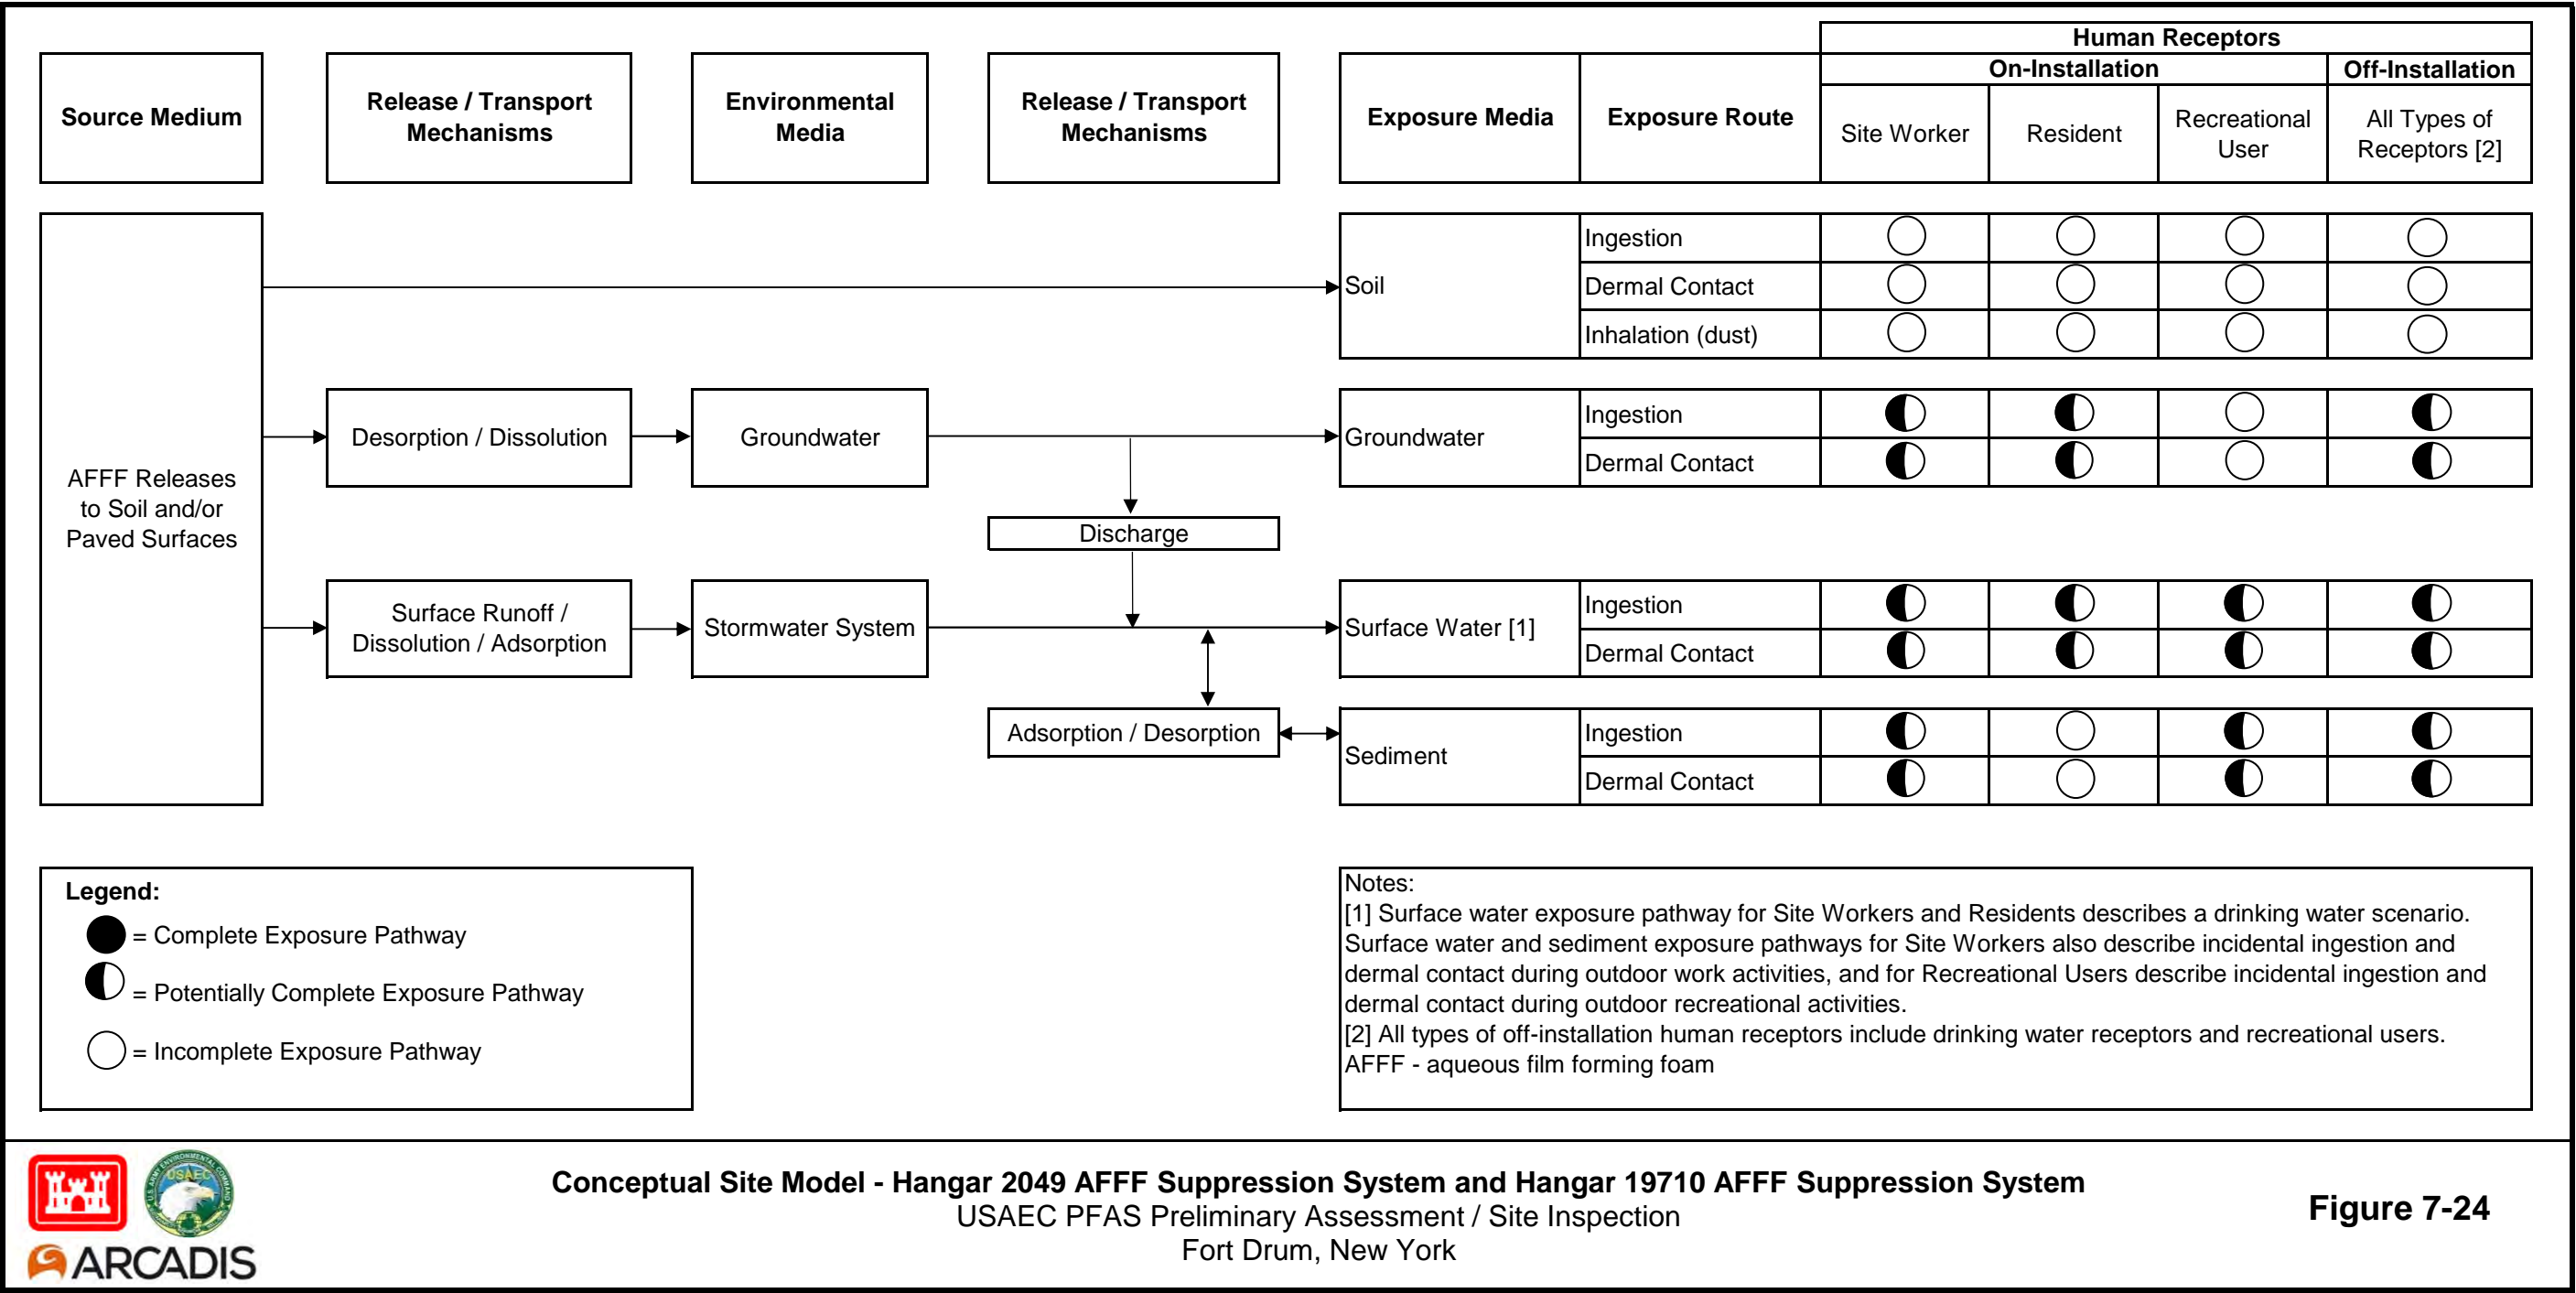 Human Receptors
On-Installation
Off-Installation
Source Medium
Release / Transport
Mechanisms
Environmental
Media
Release / Transport
Mechanisms
Exposure Media
Exposure Route
Site Worker
Resident
Recreational
User
All Types of
Receptors [2]
AFFF Releases
to Soil and/or
Paved Surfaces
Soil
Ingestion
Dermal Contact
Inhalation (dust)
Desorption / Dissolution
Groundwater
Groundwater
Ingestion
Dermal Contact
Discharge
Surface Runoff /
Dissolution / Adsorption
Stormwater System
Surface Water [1]
Ingestion
Dermal Contact
Adsorption / Desorption
Sediment
Ingestion
Dermal Contact
Legend:
= Complete Exposure Pathway
= Potentially Complete Exposure Pathway
= Incomplete Exposure Pathway
Notes:
[1] Surface water exposure pathway for Site Workers and Residents describes a drinking water scenario.
Surface water and sediment exposure pathways for Site Workers also describe incidental ingestion and
dermal contact during outdoor work activities, and for Recreational Users describe incidental ingestion and
dermal contact during outdoor recreational activities.
[2] All types of off-installation human receptors include drinking water receptors and recreational users.
AFFF - aqueous film forming foam
U.S. ARMY ENVIRONMENTAL COMMAND
USAEC
ARCADIS
Conceptual Site Model - Hangar 2049 AFFF Suppression System and Hangar 19710 AFFF Suppression System
USAEC PFAS Preliminary Assessment / Site Inspection
Fort Drum, New York
Figure 7-24